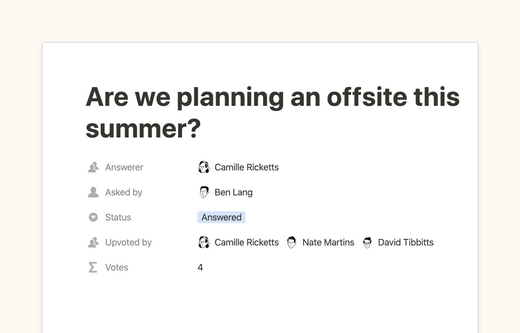 Are we planning an offsite this
summer?
Answerer Camille Ricketts
Asked by Ben Lang
Status Answered
Upvoted by Camille Ricketts Nate Martins David Tibbitts
Votes 4